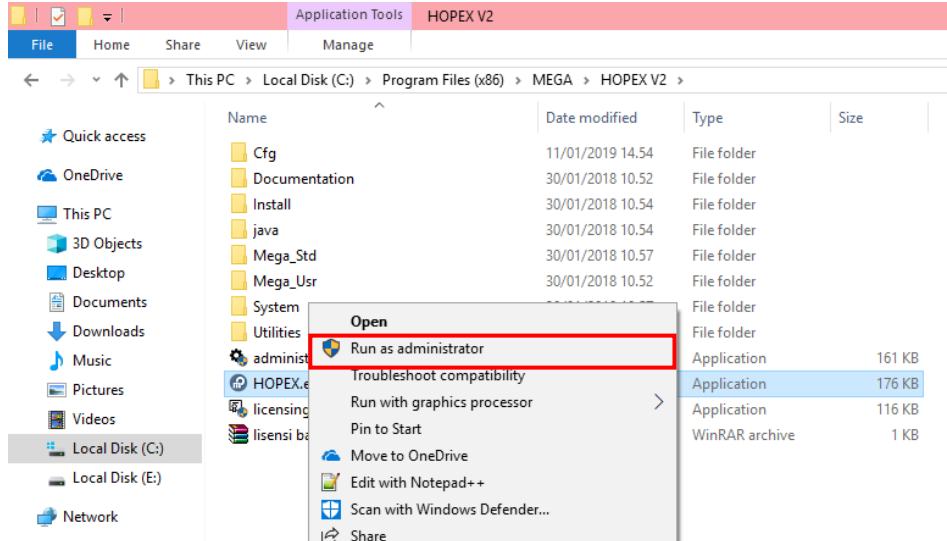 Application Tools HOPEX V2
File Home Share View Manage
This PC > Local Disk (C:) > Program Files (x86) > MEGA > HOPEX V2 >
Name Date modified Type Size
Quick access
OneDrive
This PC
3D Objects
Desktop
Documents
Downloads
Music
Pictures
Videos
Local Disk (C:)
Local Disk (E:)
Network
Cfg 11/01/2019 14.54 File folder
Documentation 30/01/2018 10.52 File folder
Install 30/01/2018 10.54 File folder
java 30/01/2018 10.54 File folder
Mega_Std 30/01/2018 10.57 File folder
Mega_Usr 30/01/2018 10.52 File folder
System File folder
Utilities File folder
administ Application 161 KB
HOPEX.e Application 176 KB
licensing Application 116 KB
lisensi ba WinRAR archive 1 KB
Open
Run as administrator
Troubleshoot compatibility
Run with graphics processor >
Pin to Start
Move to OneDrive
Edit with Notepad++
Scan with Windows Defender...
Share